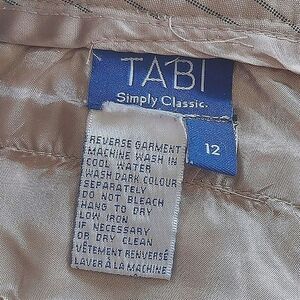 TABI
Simply Classic.
12
REVERSE GARMENT
MACHINE WASH IN
COOL WATER
WASH DARK COLOUR
SEPARATELY
DO NOT BLEACH
HANG TO DRY
LOW IRON
IF NECESSARY
OR DRY CLEAN
VÊTEMENT RENVERSÉ
LAVER À LA MACHINE